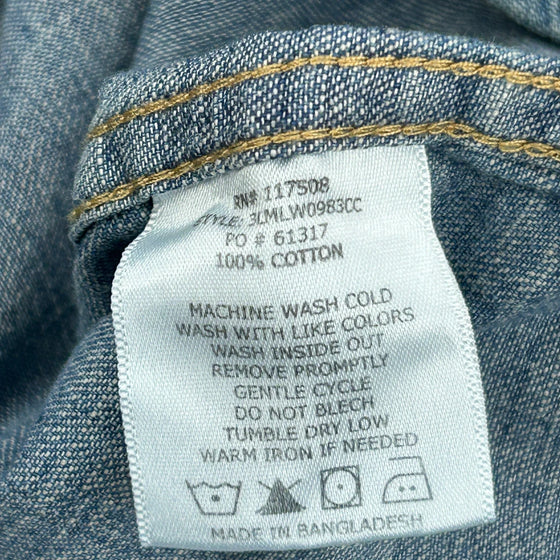 RN# 117508
STYLE: 3LMLW0983CC
PO # 61317
100% COTTON
MACHINE WASH COLD
WASH WITH LIKE COLORS
WASH INSIDE OUT
REMOVE PROMPTLY
GENTLE CYCLE
DO NOT BLECH
TUMBLE DRY LOW
WARM IRON IF NEEDED
MADE IN BANGLADESH